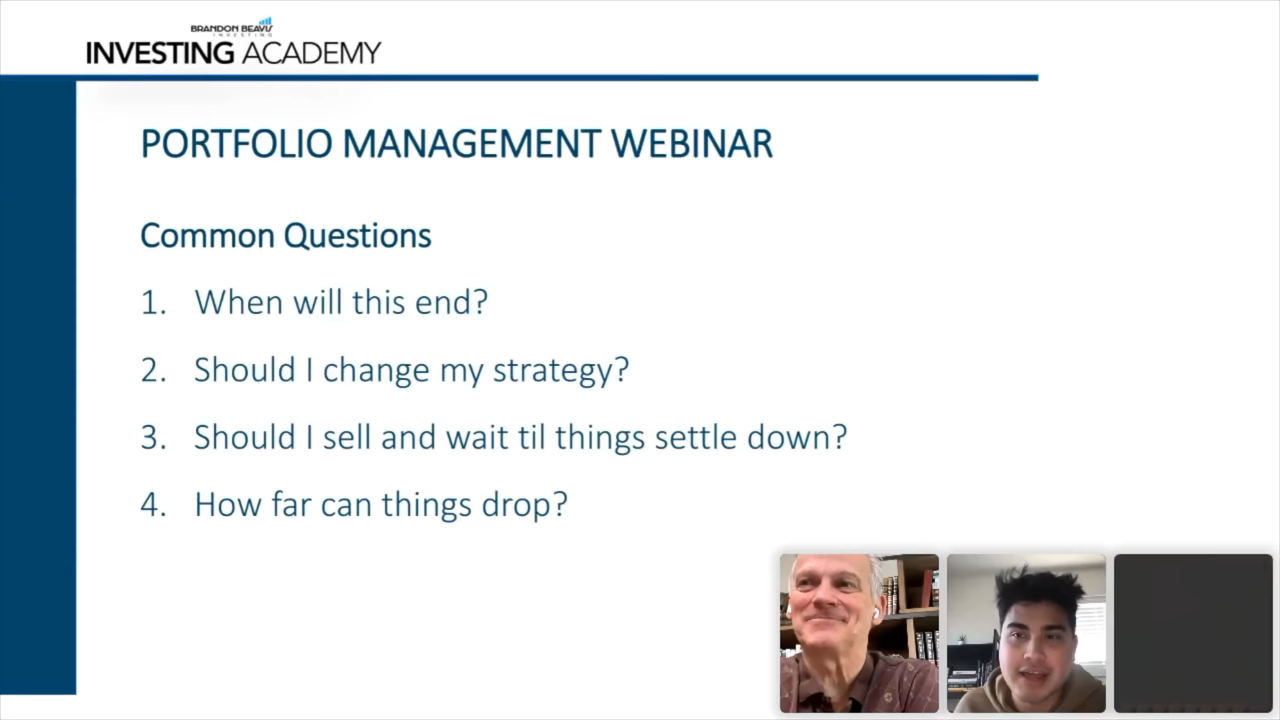 BRANDON BEAVIS
INVESTING
INVESTING ACADEMY
PORTFOLIO MANAGEMENT WEBINAR
Common Questions
1. When will this end?
2. Should I change my strategy?
3. Should I sell and wait til things settle down?
4. How far can things drop?